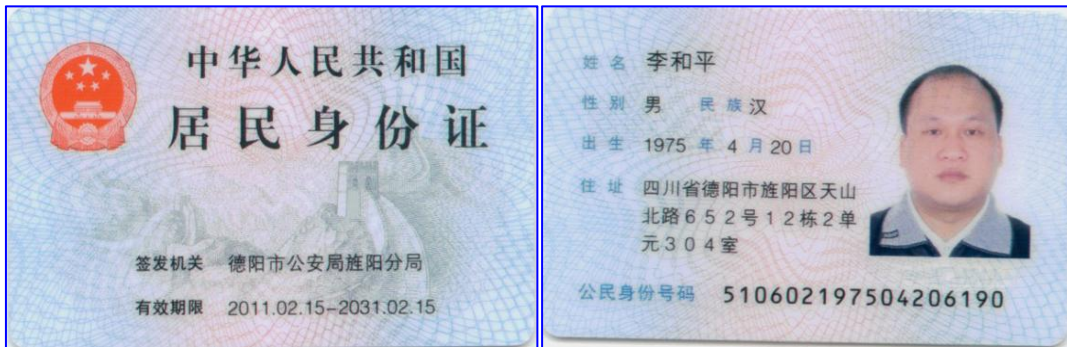 中华人民共和国
居民身份证
签发机关 德阳市公安局旌阳分局
有效期限 2011.02.15-2031.02.15
姓名 李和平
性别 男 民族 汉
出生 1975 年 4 月 20 日
住址 四川省德阳市旌阳区天山
北路652号12栋2单
元304室
公民身份号码 510602197504206190